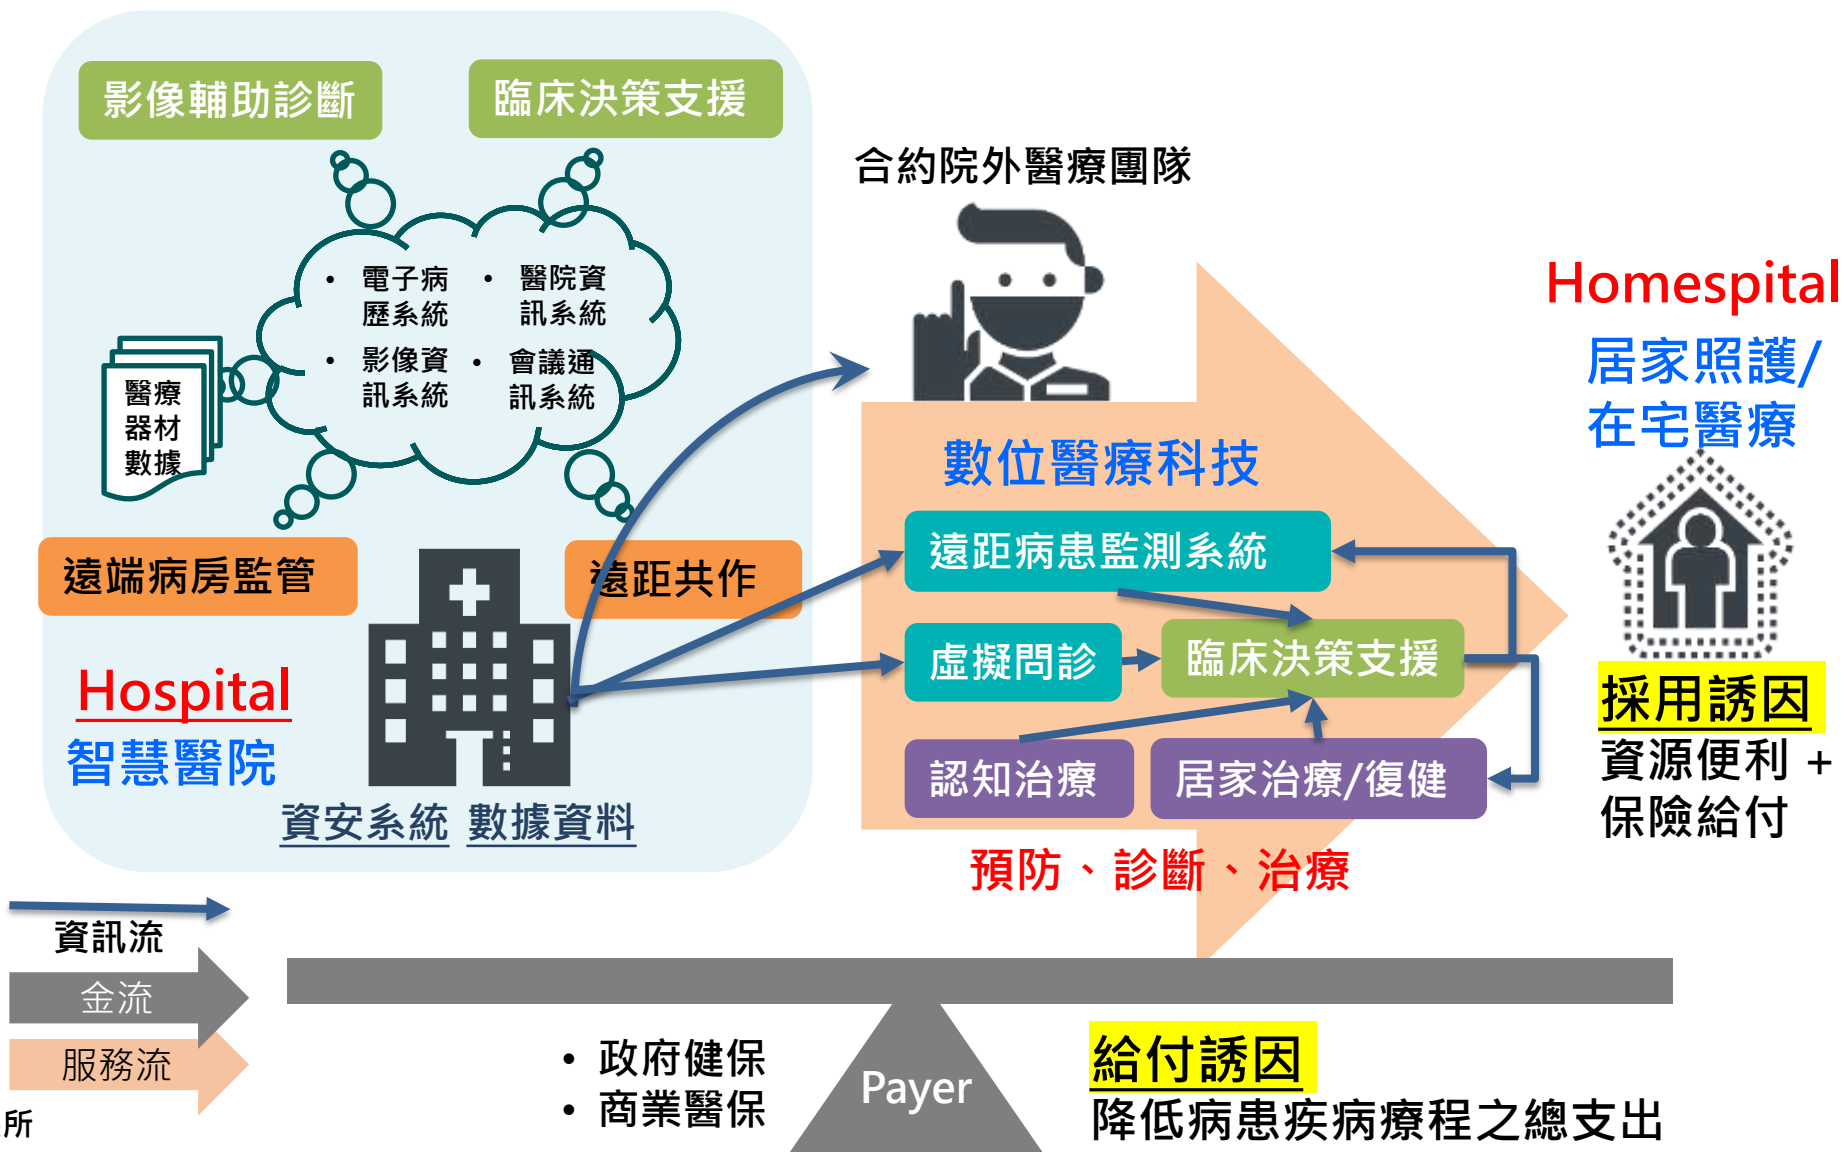 影像輔助診斷
臨床決策支援
• 電子病
歷系統
• 醫院資
訊系統
• 影像資
訊系統
• 會議通
訊系統
醫療
器材
數據
遠端病房監管
遠距共作
Hospital
智慧醫院
資安系統 數據資料
合約院外醫療團隊
數位醫療科技
遠距病患監測系統
虛擬問診
臨床決策支援
認知治療
居家治療/復健
預防、診斷、治療
Homespital
居家照護/
在宅醫療
採用誘因
資源便利 +
保險給付
資訊流
金流
服務流
所
• 政府健保
• 商業醫保
Payer
給付誘因
降低病患疾病療程之總支出